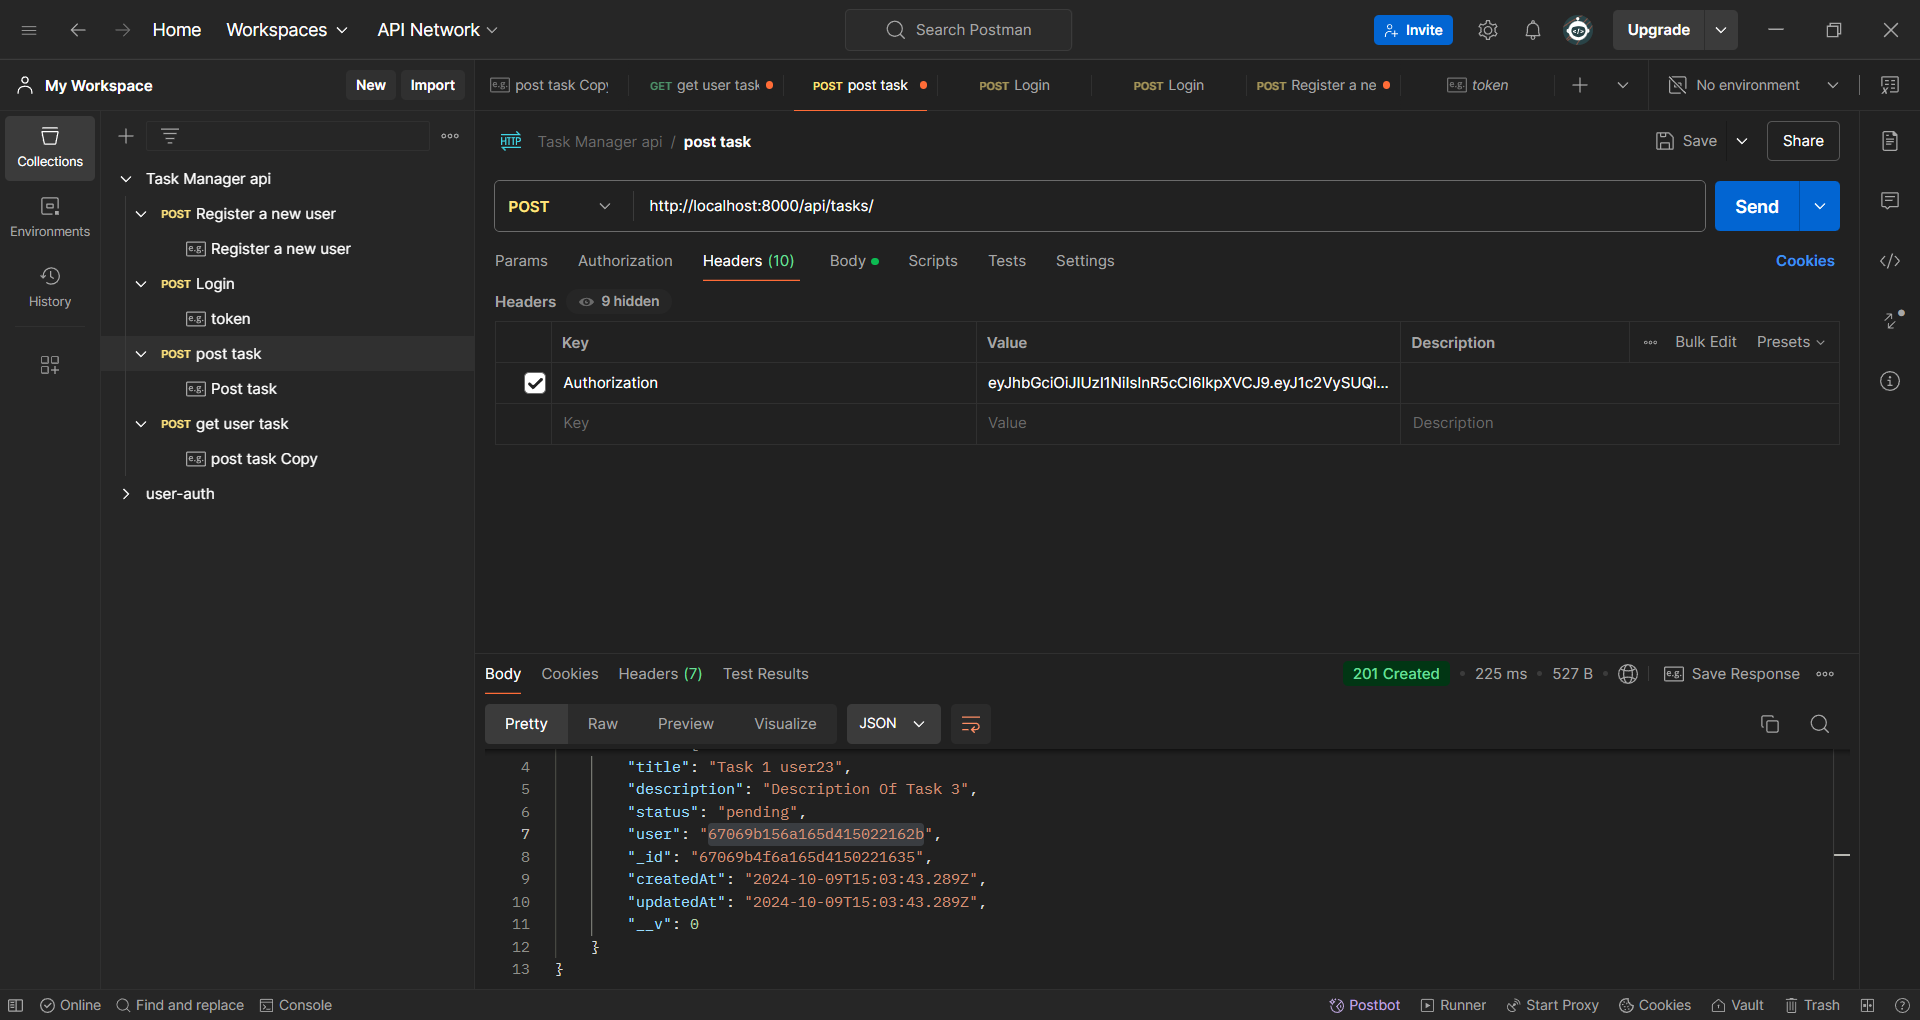 Home Workspaces API Network Search Postman Invite Upgrade
My Workspace New Import
e.g. post task Copy GET get user task POST post task POST Login POST Login POST Register a ne e.g. token No environment
Collections
Environments
History
Task Manager api
POST Register a new user
e.g. Register a new user
POST Login
e.g. token
POST post task
e.g. Post task
POST get user task
e.g. post task Copy
user-auth
HTTP Task Manager api / post task Save Share
POST http://localhost:8000/api/tasks/ Send
Params Authorization Headers (10) Body Scripts Tests Settings Cookies
Headers 9 hidden
Key Value Description Bulk Edit Presets
Authorization eyJhbGciOiJIUzI1NiIsInR5cCI6IkpXVCJ9.eyJ1c2VySUQi...
Key Value Description
Body Cookies Headers (7) Test Results 201 Created 225 ms 527 B e.g. Save Response
Pretty Raw Preview Visualize JSON
4 "title": "Task 1 user23",
5 "description": "Description Of Task 3",
6 "status": "pending",
7 "user": "67069b156a165d415022162b",
8 "_id": "67069b4f6a165d4150221635",
9 "createdAt": "2024-10-09T15:03:43.289Z",
10 "updatedAt": "2024-10-09T15:03:43.289Z",
11 "__v": 0
12 }
13 }
Online Find and replace Console Postbot Runner Start Proxy Cookies Vault Trash